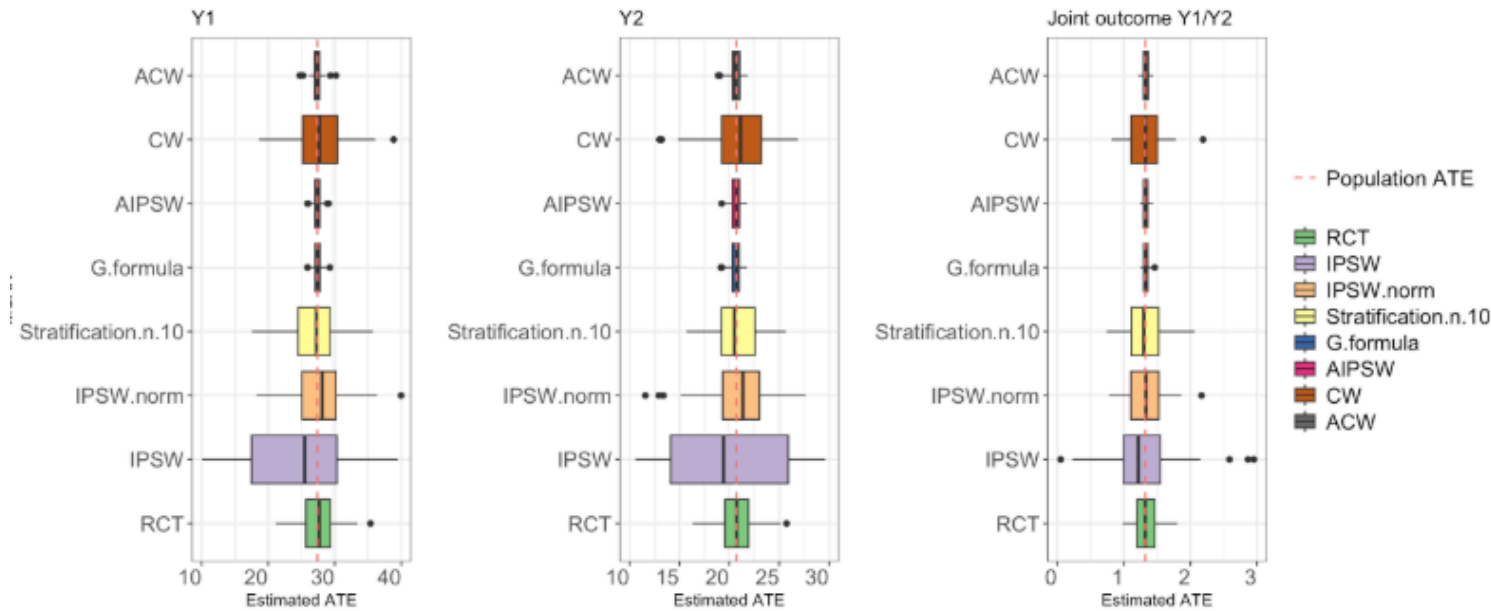 Y1
ACW
CW
AIPSW
G.formula
Stratification.n.10
IPSW.norm
IPSW
RCT
10 20 30 40
Estimated ATE
Y2
ACW
CW
AIPSW
G.formula
Stratification.n.10
IPSW.norm
IPSW
RCT
10 15 20 25 30
Estimated ATE
Joint outcome Y1/Y2
ACW
CW
AIPSW
G.formula
Stratification.n.10
IPSW.norm
IPSW
RCT
0 1 2 3
Estimated ATE
Population ATE
RCT
IPSW
IPSW.norm
Stratification.n.10
G.formula
AIPSW
CW
ACW